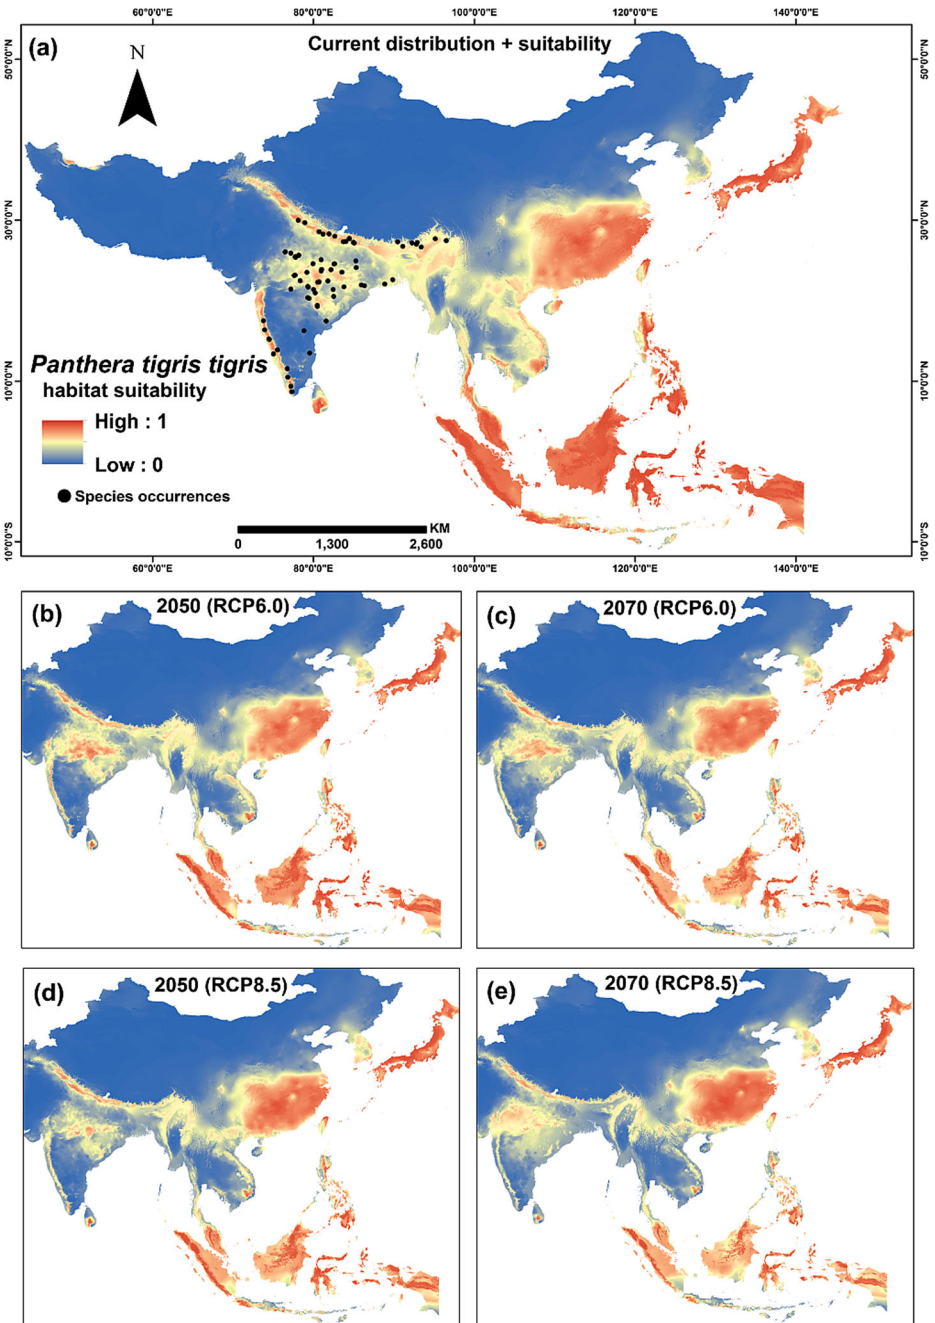 60°0'0"E 80°0'0"E 100°0'0"E 120°0'0"E 140°0'0"E
(a) Current distribution + suitability
N
50°0'0"N 50°0'0"N
30°0'0"N 30°0'0"N
Panthera tigris tigris
habitat suitability
10°0'0"N 10°0'0"N
High : 1
Low : 0
Species occurrences
KM
0 1,300 2,600
10°0'0"S 10°0'0"S
60°0'0"E 80°0'0"E 100°0'0"E 120°0'0"E 140°0'0"E
(b) 2050 (RCP6.0)
(c) 2070 (RCP6.0)
(d) 2050 (RCP8.5)
(e) 2070 (RCP8.5)